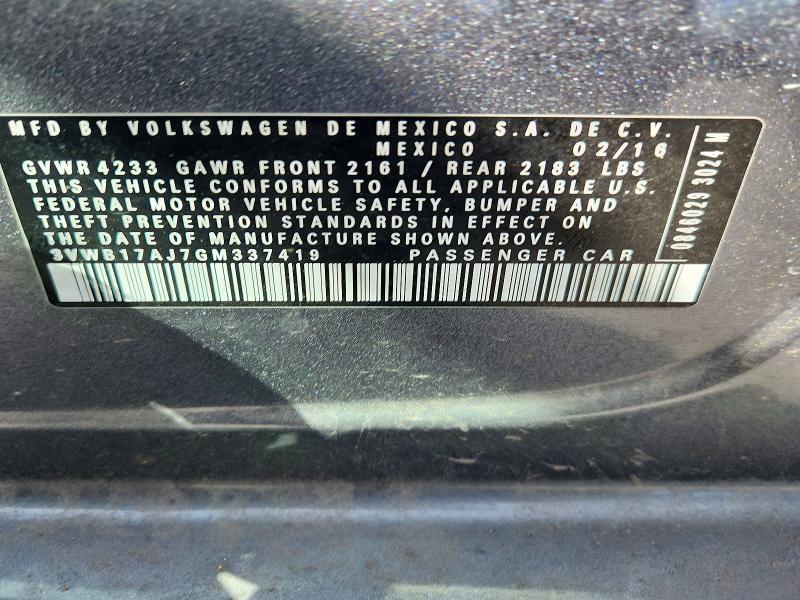 MFD BY VOLKSWAGEN DE MEXICO S.A. DE C.V.
MEXICO 02/16
GVWR 4233 GAWR FRONT 2161 / REAR 2183 LBS
THIS VEHICLE CONFORMS TO ALL APPLICABLE U.S.
FEDERAL MOTOR VEHICLE SAFETY, BUMPER AND
THEFT PREVENTION STANDARDS IN EFFECT ON
THE DATE OF MANUFACTURE SHOWN ABOVE.
3VWB17AJ7GM337419 PASSENGER CAR